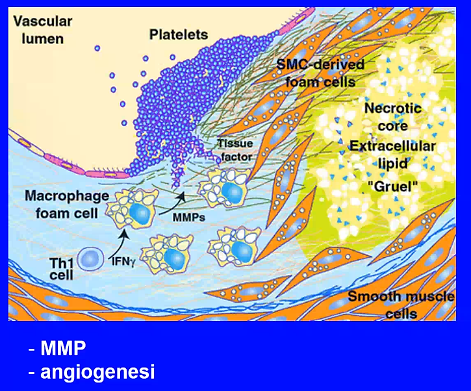 Vascular
lumen
Platelets
SMC-derived
foam cells
Necrotic
core
Extracellular
lipid
"Gruel"
Tissue
factor
Macrophage
foam cell
MMPs
Th1
cell
IFNγ
Smooth muscle
cells
- MMP
- angiogenesi